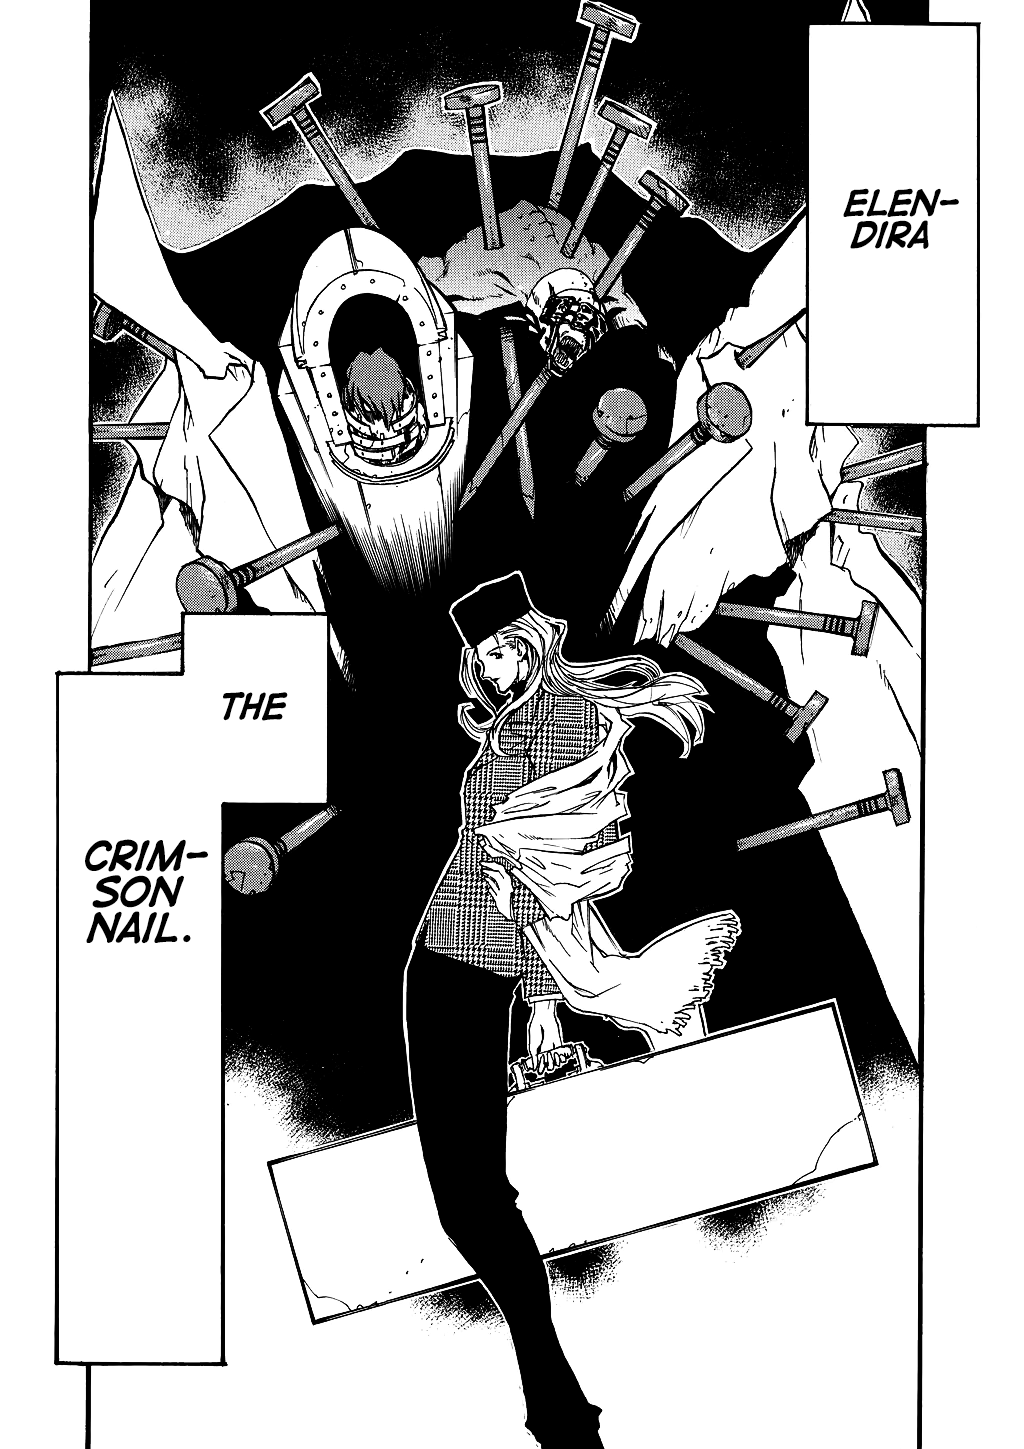 ELEN-
DIRA
THE
CRIM-
SON
NAIL.